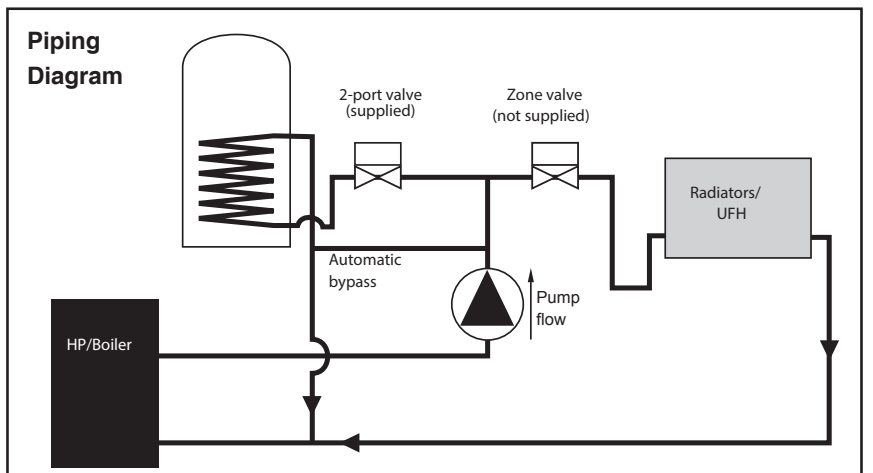 Piping
Diagram
2-port valve
(supplied)
Zone valve
(not supplied)
Radiators/
UFH
Automatic
bypass
Pump
flow
HP/Boiler